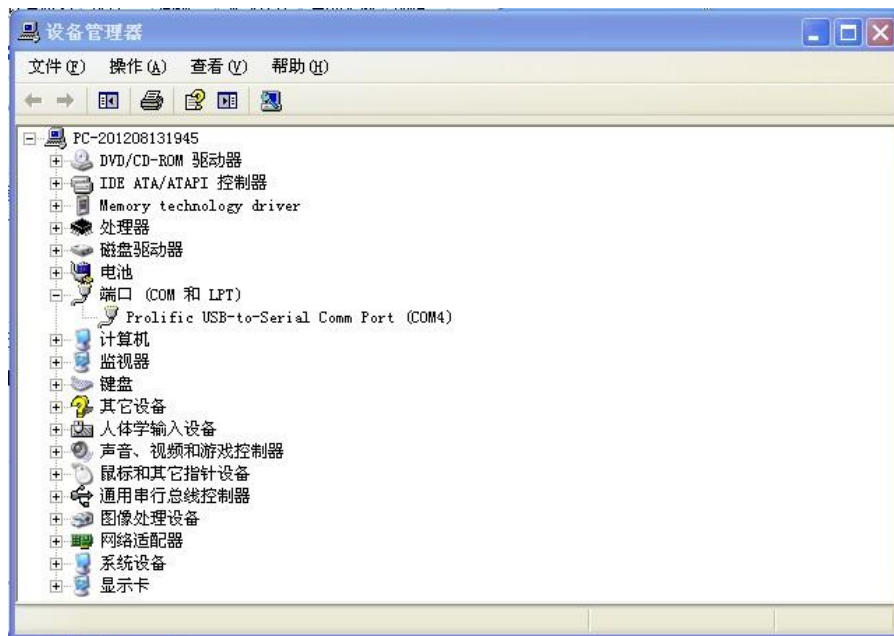 设备管理器
文件(F) 操作(A) 查看(V) 帮助(H)
PC-201208131945
DVD/CD-ROM 驱动器
IDE ATA/ATAPI 控制器
Memory technology driver
处理器
磁盘驱动器
电池
端口 (COM 和 LPT)
Prolific USB-to-Serial Comm Port (COM4)
计算机
监视器
键盘
其它设备
人体学输入设备
声音、视频和游戏控制器
鼠标和其它指针设备
通用串行总线控制器
图像处理设备
网络适配器
系统设备
显示卡